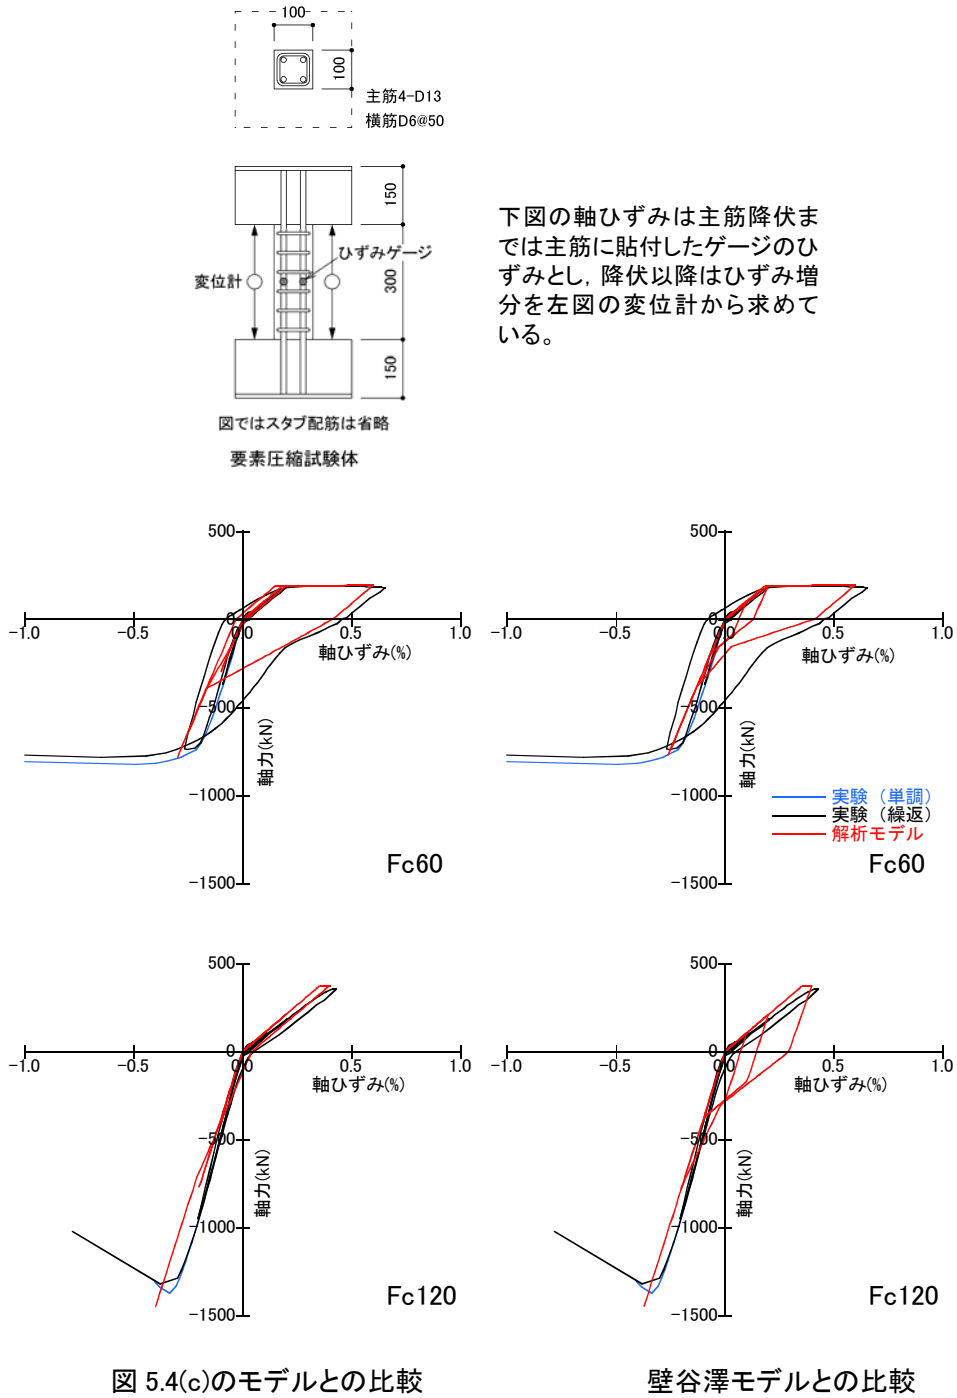 100
100
主筋4-D13
横筋D6@50
150
ひずみゲージ
変位計
300
150
図ではスタブ配筋は省略
要素圧縮試験体
下図の軸ひずみは主筋降伏ま
では主筋に貼付したゲージのひ
ずみとし, 降伏以降はひずみ増
分を左図の変位計から求めて
いる。
500
0
-1.0 -0.5 0.0 0.5 1.0
軸ひずみ(%)
-500
軸力(kN)
-1000
-1500
Fc60
500
0
-1.0 -0.5 0.0 0.5 1.0
軸ひずみ(%)
-500
軸力(kN)
-1000
実験（単調）
実験（繰返）
解析モデル
-1500
Fc60
500
0
-1.0 -0.5 0.0 0.5 1.0
軸ひずみ(%)
-500
軸力(kN)
-1000
-1500
Fc120
500
0
-1.0 -0.5 0.0 0.5 1.0
軸ひずみ(%)
-500
軸力(kN)
-1000
-1500
Fc120
図 5.4(c)のモデルとの比較
壁谷澤モデルとの比較